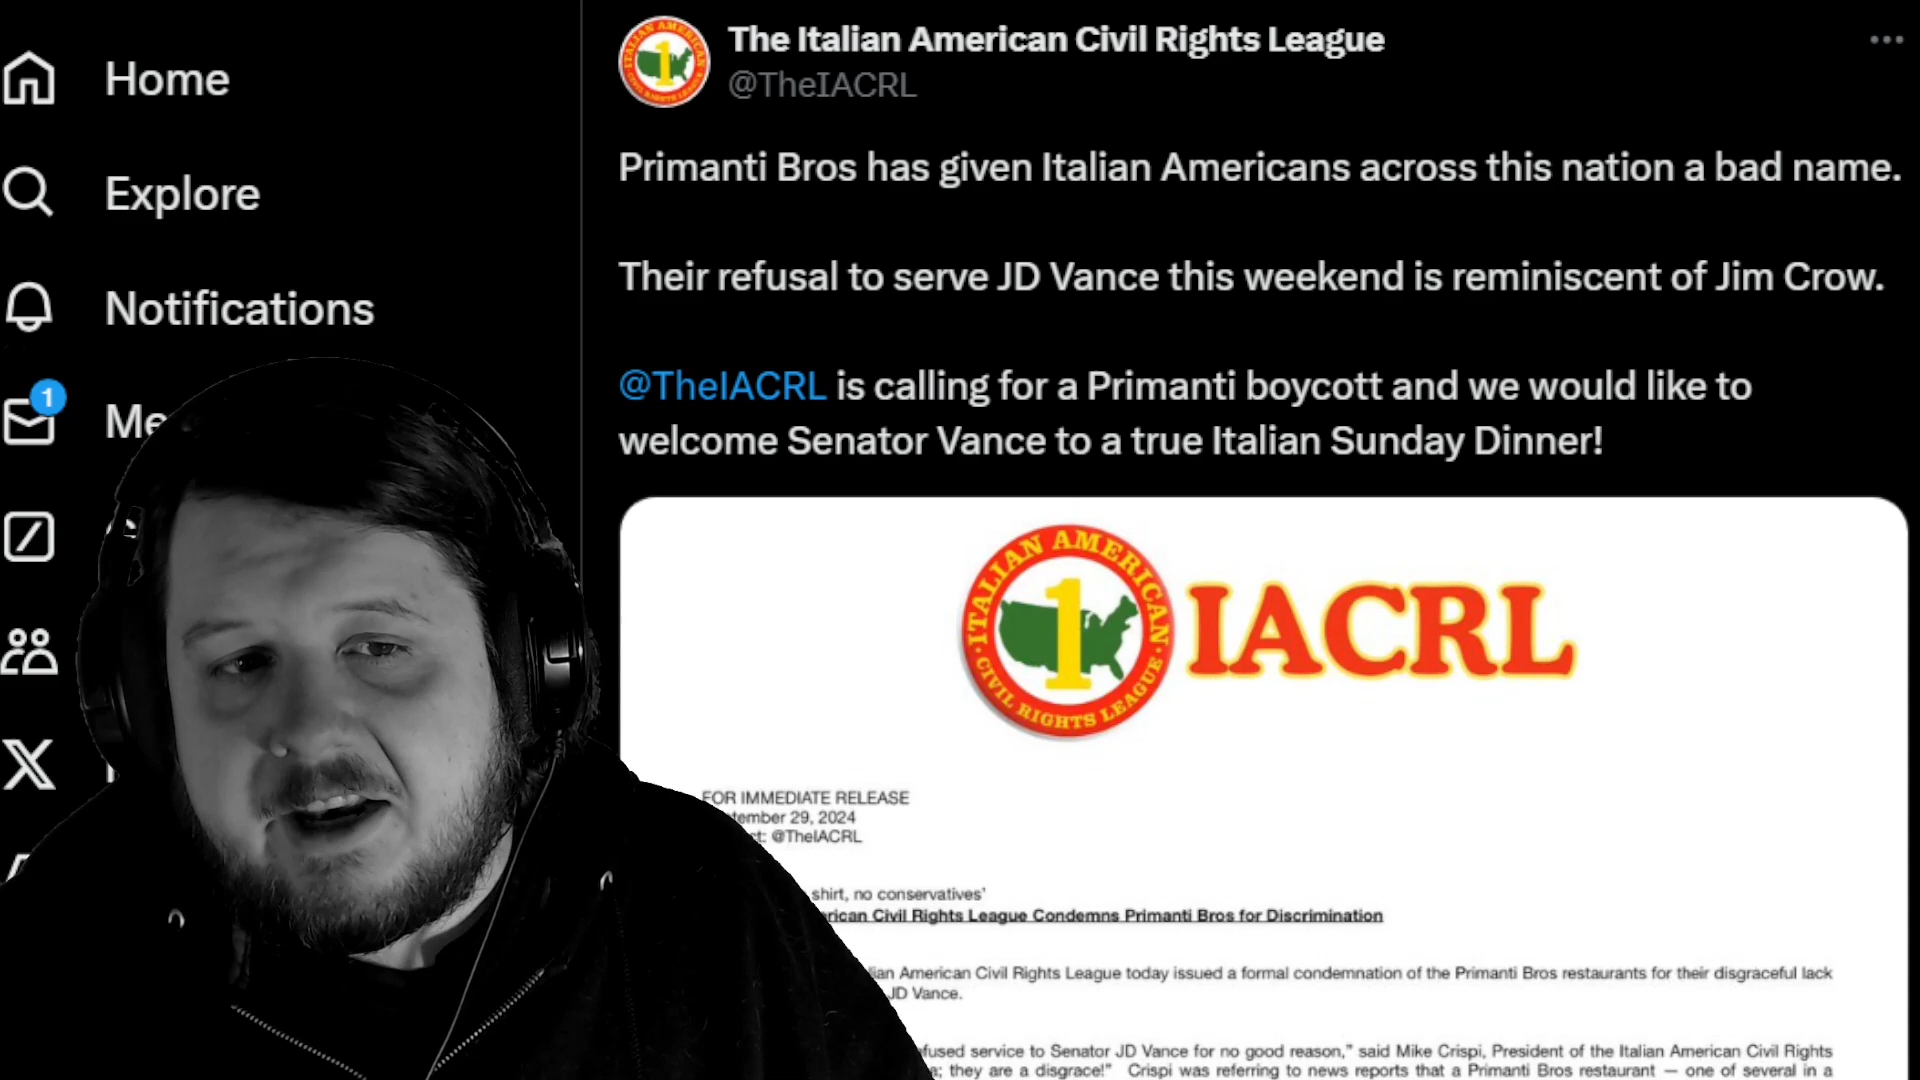 Home
Explore
Notifications
Me
1
The Italian American Civil Rights League
@TheIACRL
Primanti Bros has given Italian Americans across this nation a bad name.
Their refusal to serve JD Vance this weekend is reminiscent of Jim Crow.
@TheIACRL is calling for a Primanti boycott and we would like to
welcome Senator Vance to a true Italian Sunday Dinner!
ITALIAN AMERICAN
1
CIVIL RIGHTS LEAGUE
IACRL
FOR IMMEDIATE RELEASE
tember 29, 2024
ct: @TheIACRL
shirt, no conservatives'
rican Civil Rights League Condemns Primanti Bros for Discrimination
lian American Civil Rights League today issued a formal condemnation of the Primanti Bros restaurants for their disgraceful lack
JD Vance.
fused service to Senator JD Vance for no good reason,” said Mike Crispi, President of the Italian American Civil Rights
a; they are a disgrace!” Crispi was referring to news reports that a Primanti Bros restaurant — one of several in a